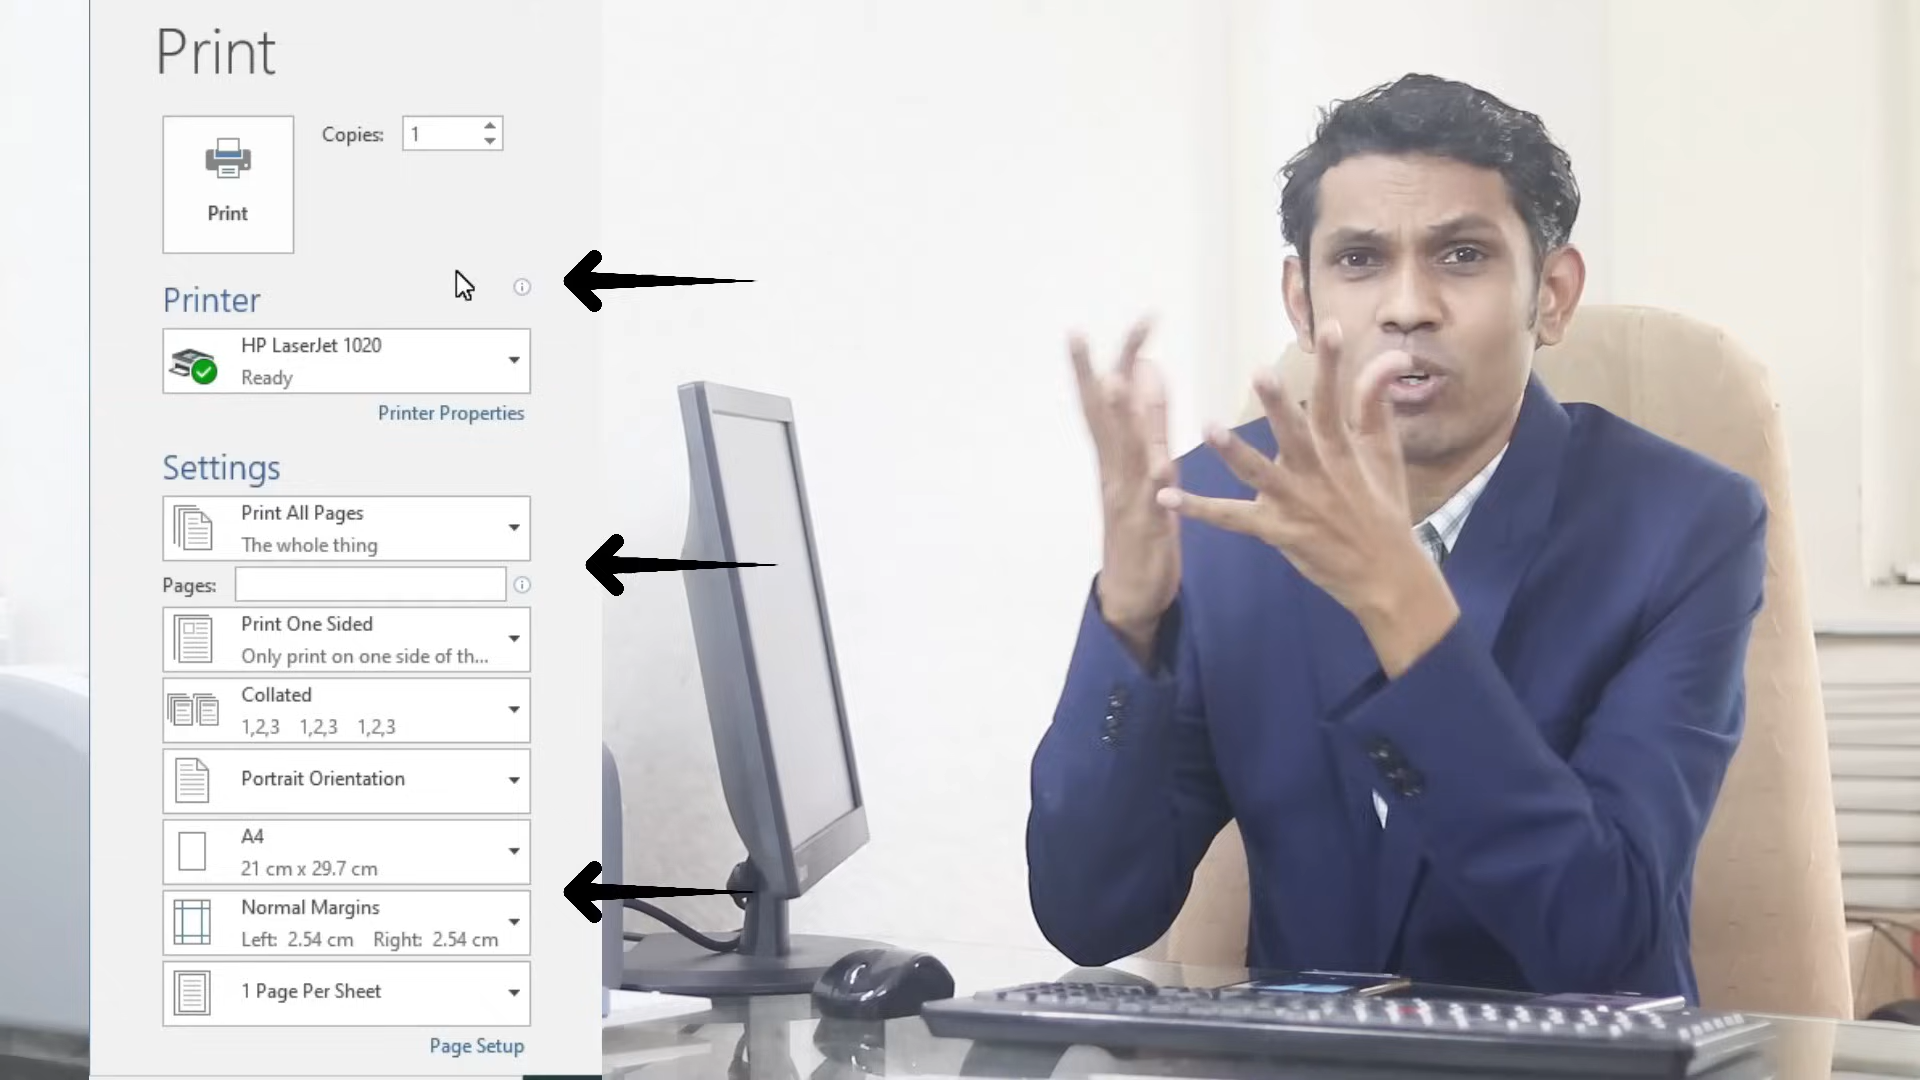 Print
Copies: 1
Print
Printer
HP LaserJet 1020
Ready
Printer Properties
Settings
Print All Pages
The whole thing
Pages:
Print One Sided
Only print on one side of th...
Collated
1,2,3 1,2,3 1,2,3
Portrait Orientation
A4
21 cm x 29.7 cm
Normal Margins
Left: 2.54 cm Right: 2.54 cm
1 Page Per Sheet
Page Setup